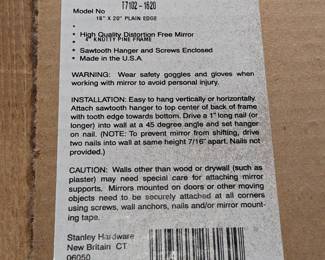 Model No 17102-1620
16" X 20" PLAIN EDGE
• High Quality Distortion Free Mirror
• 4" KNOTTY PINE FRAME
• Sawtooth Hanger and Screws Enclosed
• Made in the U.S.A
WARNING: Wear safety goggles and gloves when
working with mirror to avoid personal injury.
INSTALLATION: Easy to hang vertically or horizontally
Attach sawtooth hanger to top center of back of frame
with tooth edge towards bottom. Drive a 1" long nail (or
longer) into wall at a 45 degree angle and set hanger
on nail. (NOTE: To prevent mirror from shifting, drive
two nails into wall at same height 7/16" apart. Nails not
provided.)
CAUTION: Walls other than wood or drywall (such as
plaster) may need special care for attaching mirror
supports. Mirrors mounted on doors or other moving
objects need to be securely attached at all corners
using screws, wall anchors, nails and/or mirror mount-
ing tape.
Stanley Hardware
New Britain CT
06050